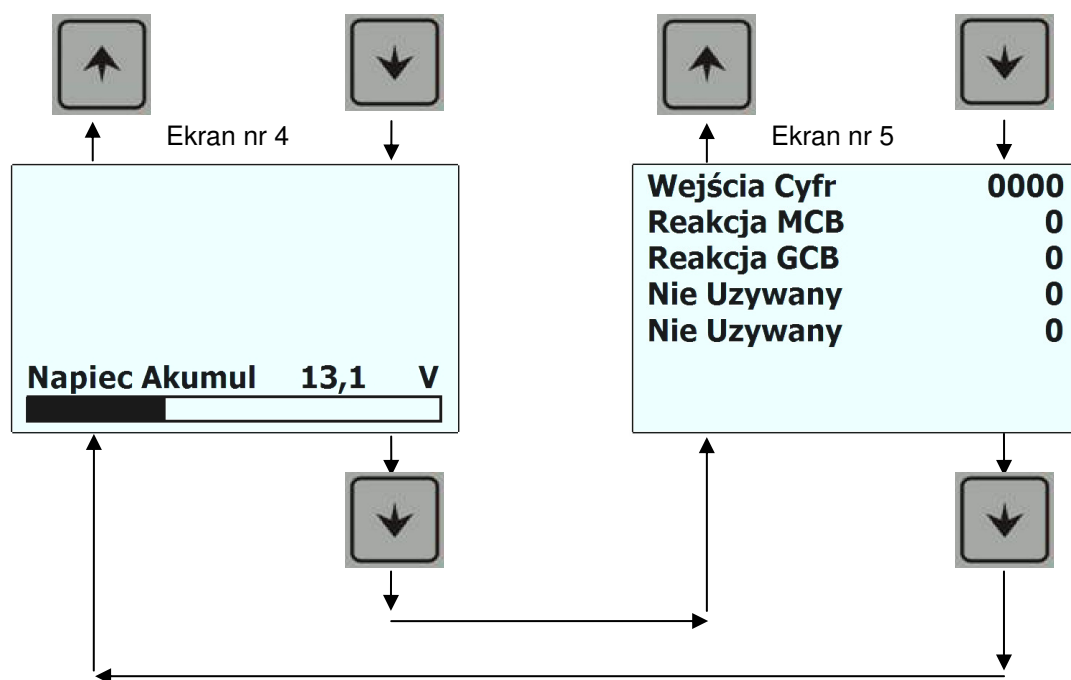 Ekran nr 4
Napiec Akumul 13,1 V
Ekran nr 5
Wejścia Cyfr 0000
Reakcja MCB 0
Reakcja GCB 0
Nie Uzywany 0
Nie Uzywany 0